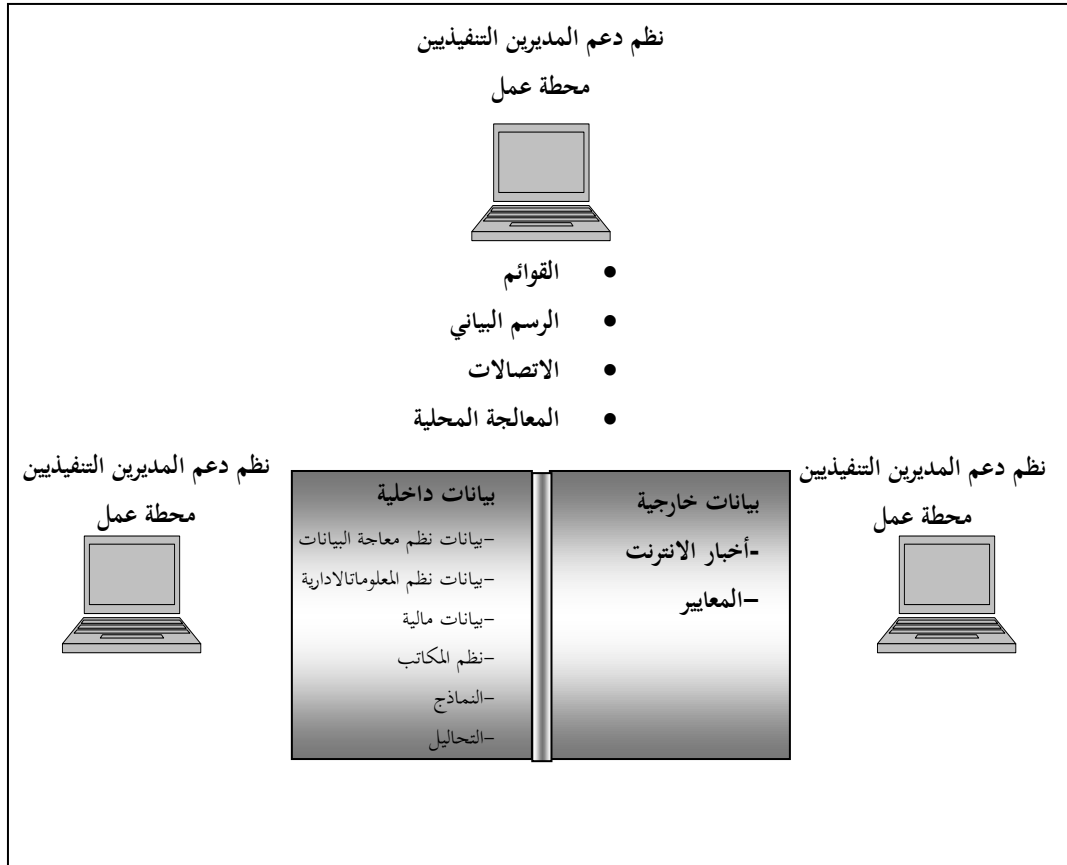 نظم دعم المديرين التنفيذيين
محطة عمل
• القوائم
• الرسم البياني
• الاتصالات
• المعالجة المحلية
نظم دعم المديرين التنفيذيين
محطة عمل
بيانات خارجية
-أخبار الانترنت
-المعايير
بيانات داخلية
-بيانات نظم معاجة البيانات
-بيانات نظم المعلوماتالادارية
-بيانات مالية
-نظم المكاتب
-النماذج
-التحاليل
نظم دعم المديرين التنفيذيين
محطة عمل